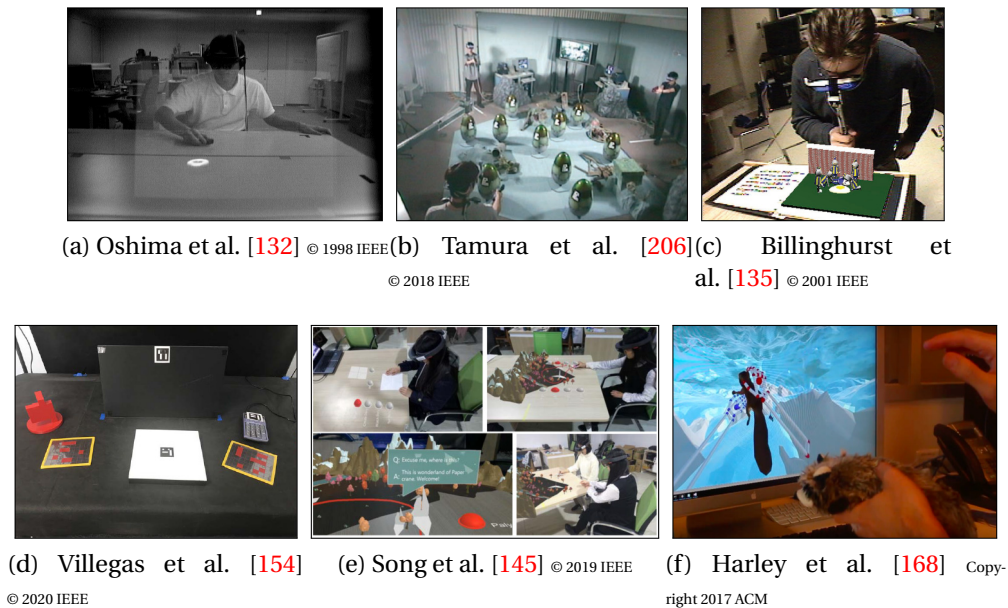 (a) Oshima et al. [132] © 1998 IEEE
(b) Tamura et al. [206]
© 2018 IEEE
(c) Billinghurst et
al. [135] © 2001 IEEE
Q: Excuse me, where is this?
A: This is wonderland of Paper
crane. Welcome!
(d) Villegas et al. [154]
© 2020 IEEE
(e) Song et al. [145] © 2019 IEEE
(f) Harley et al. [168] Copy-
right 2017 ACM